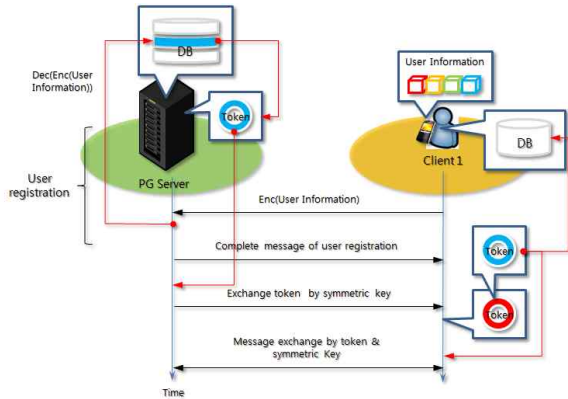 DB
User Information
Dec(Enc(User
Information))
Token
DB
PG Server
Client 1
User
registration
Enc(User Information)
Complete message of user registration
Token
Exchange token by symmetric key
Token
Message exchange by token &
symmetric Key
Time